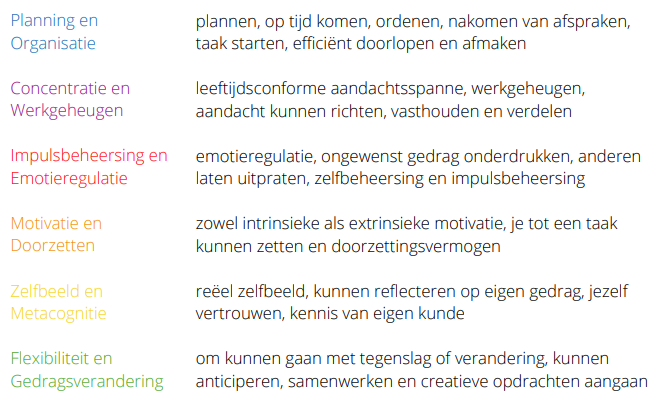 Planning en
Organisatie
plannen, op tijd komen, ordenen, nakomen van afspraken,
taak starten, efficiënt doorlopen en afmaken
Concentratie en
Werkgeheugen
leeftijdsconforme aandachtsspanne, werkgeheugen,
aandacht kunnen richten, vasthouden en verdelen
Impulsbeheersing en
Emotieregulatie
emotieregulatie, ongewenst gedrag onderdrukken, anderen
laten uitpraten, zelfbeheersing en impulsbeheersing
Motivatie en
Doorzetten
zowel intrinsieke als extrinsieke motivatie, je tot een taak
kunnen zetten en doorzettingsvermogen
Zelfbeeld en
Metacognitie
reëel zelfbeeld, kunnen reflecteren op eigen gedrag, jezelf
vertrouwen, kennis van eigen kunde
Flexibiliteit en
Gedragsverandering
om kunnen gaan met tegenslag of verandering, kunnen
anticiperen, samenwerken en creatieve opdrachten aangaan